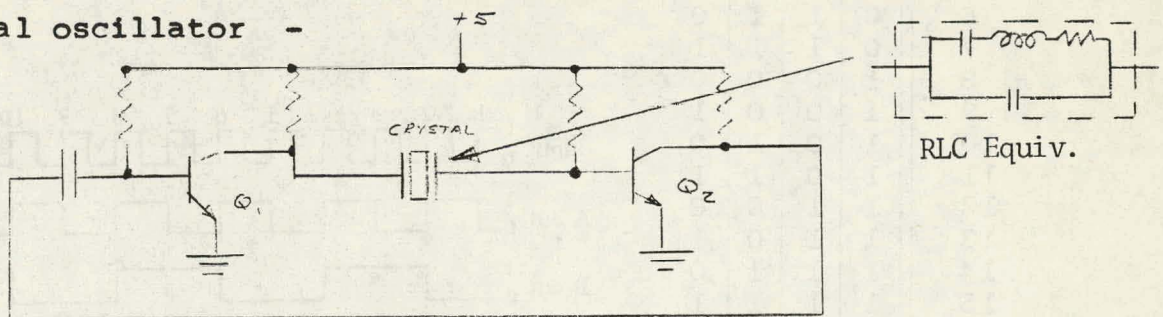 al oscillator -
+5
CRYSTAL
Q1
Q2
RLC Equiv.